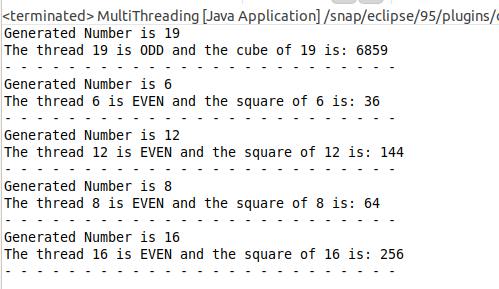 <terminated> MultiThreading [Java Application] /snap/eclipse/95/plugins/
Generated Number is 19
The thread 19 is ODD and the cube of 19 is: 6859
- - - - - - - - - - - - - - - - - - - - - - - - -
Generated Number is 6
The thread 6 is EVEN and the square of 6 is: 36
- - - - - - - - - - - - - - - - - - - - - - - - -
Generated Number is 12
The thread 12 is EVEN and the square of 12 is: 144
- - - - - - - - - - - - - - - - - - - - - - - - -
Generated Number is 8
The thread 8 is EVEN and the square of 8 is: 64
- - - - - - - - - - - - - - - - - - - - - - - - -
Generated Number is 16
The thread 16 is EVEN and the square of 16 is: 256
- - - - - - - - - - - - - - - - - - - - - - - - -